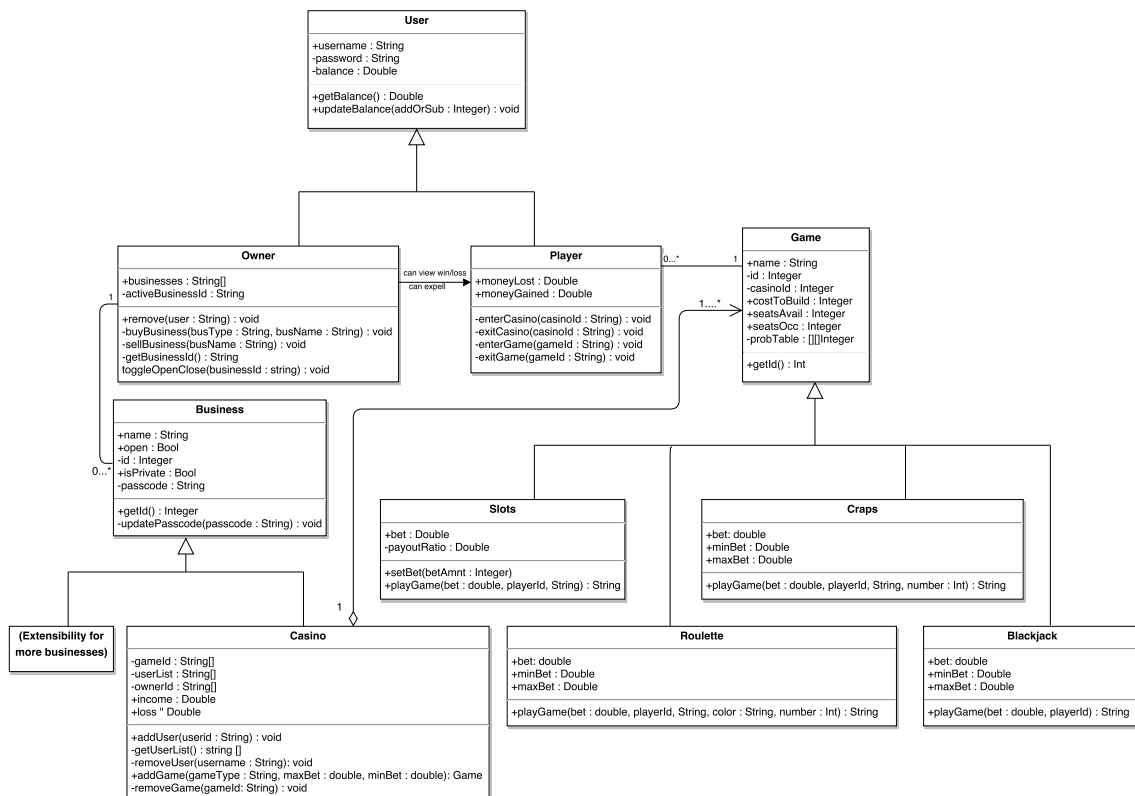 User
+username : String
-password : String
-balance : Double
+getBalance() : Double
+updateBalance(addOrSub : Integer) : void
Owner
+businesses : String[]
-activeBusinessId : String
+remove(user : String) : void
-buyBusiness(busType : String, busName : String) : void
-sellBusiness(busName : String) : void
-getBusinessId() : String
toggleOpenClose(businessId : string) : void
can view win/loss
can expell
Player
+moneyLost : Double
+moneyGained : Double
-enterCasino(casinoId : String) : void
-exitCasino(casinoId : String) : void
-enterGame(gameId : String) : void
-exitGame(gameId : String) : void
0...*
1
Game
+name : String
-id : Integer
-casinoId : Integer
+costToBuild : Integer
+seatsAvail : Integer
+seatsOcc : Integer
-probTable : [][]Integer
+getId() : Int
1
0...*
1....*
1
Business
+name : String
+open : Bool
-id : Integer
+isPrivate : Bool
-passcode : String
+getId() : Integer
-updatePasscode(passcode : String) : void
Slots
+bet : Double
-payoutRatio : Double
+setBet(betAmnt : Integer)
+playGame(bet : double, playerId, String) : String
Craps
+bet: double
+minBet : Double
+maxBet : Double
+playGame(bet : double, playerId, String, number : Int) : String
(Extensibility for
more businesses)
Casino
-gameId : String[]
-userList : String[]
-ownerId : String[]
+income : Double
+loss " Double
+addUser(userid : String) : void
-getUserList() : string []
-removeUser(username : String): void
+addGame(gameType : String, maxBet : double, minBet : double): Game
-removeGame(gameId: String) : void
Roulette
+bet: double
+minBet : Double
+maxBet : Double
+playGame(bet : double, playerId, String, color : String, number : Int) : String
Blackjack
+bet: double
+minBet : Double
+maxBet : Double
+playGame(bet : double, playerId) : String